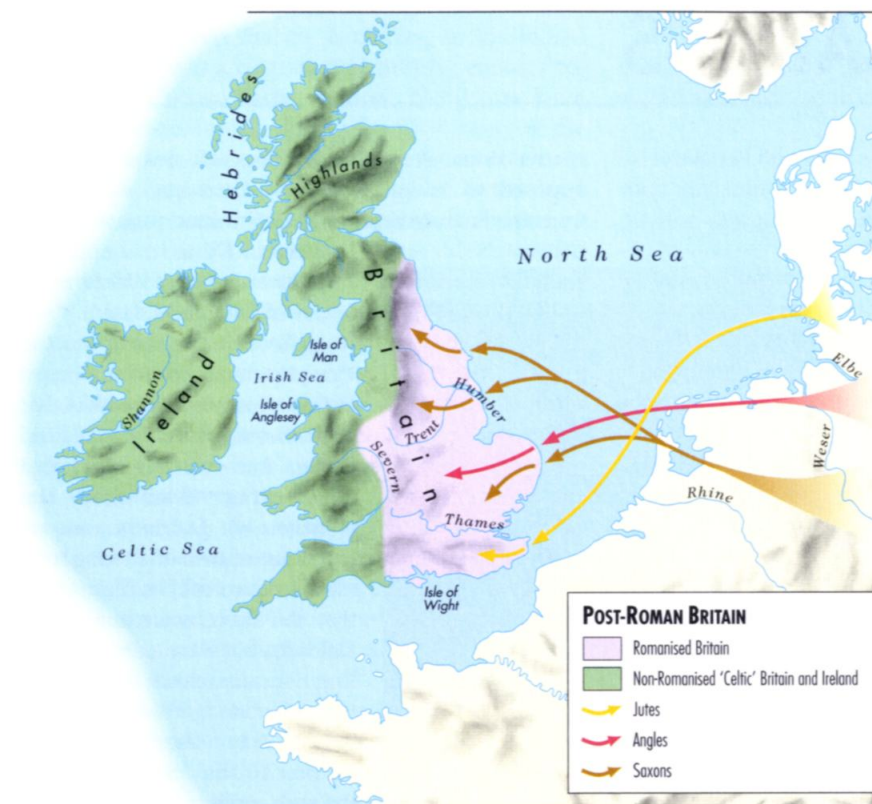 Hebrides
Highlands
North Sea
Britain
Isle of
Man
Irish Sea
Isle of
Anglesey
Shannon
Ireland
Humber
Trent
Severn
Thames
Elbe
Weser
Rhine
Celtic Sea
Isle of
Wight
POST-ROMAN BRITAIN
Romanised Britain
Non-Romanised ‘Celtic’ Britain and Ireland
Jutes
Angles
Saxons